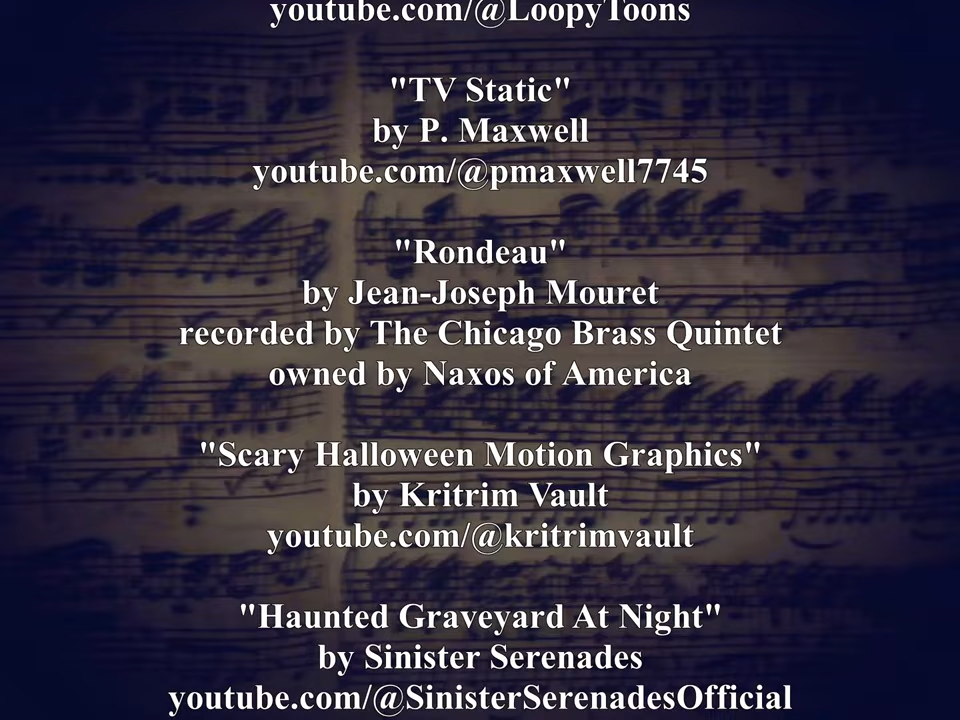 youtube.com/@LoopyToons
"TV Static"
by P. Maxwell
youtube.com/@pmaxwell7745
"Rondeau"
by Jean-Joseph Mouret
recorded by The Chicago Brass Quintet
owned by Naxos of America
"Scary Halloween Motion Graphics"
by Kritrim Vault
youtube.com/@kritrimvault
"Haunted Graveyard At Night"
by Sinister Serenades
youtube.com/@SinisterSerenadesOfficial